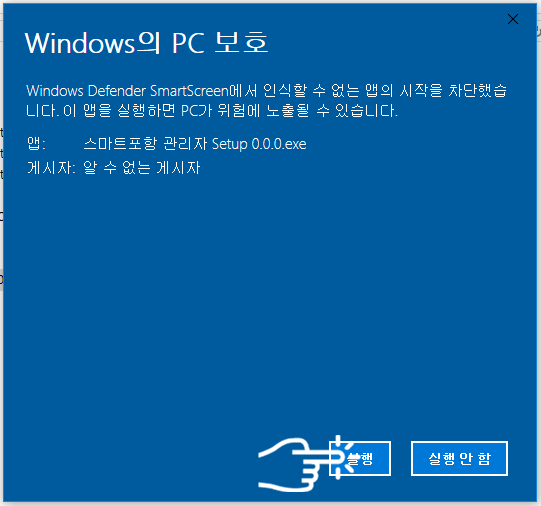 Windows의 PC 보호
Windows Defender SmartScreen에서 인식할 수 없는 앱의 시작을 차단했습
니다. 이 앱을 실행하면 PC가 위험에 노출될 수 있습니다.
앱: 스마트포항 관리자 Setup 0.0.0.exe
게시자: 알 수 없는 게시자
실행 실행 안 함